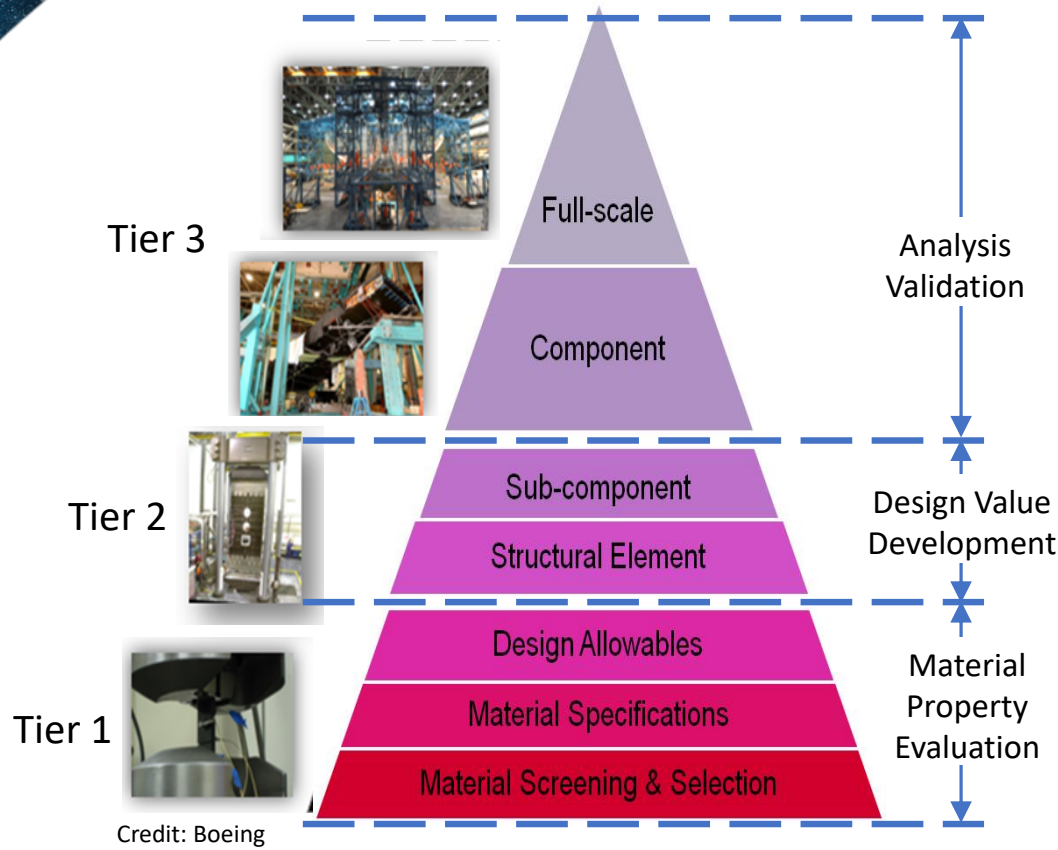 Full-scale
Tier 3
Analysis
Validation
Component
Sub-component
Tier 2
Design Value
Development
Structural Element
Design Allowables
Material
Property
Evaluation
Material Specifications
Tier 1
Material Screening & Selection
Credit: Boeing